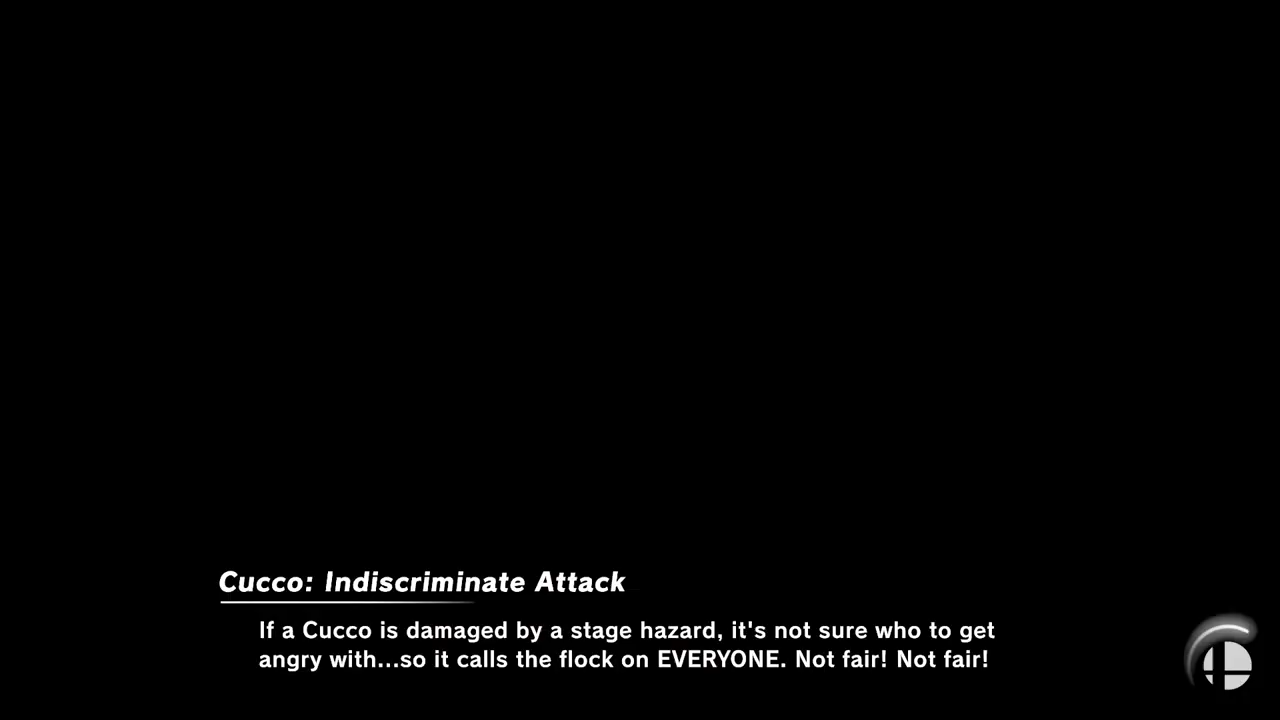 Cucco: Indiscriminate Attack
If a Cucco is damaged by a stage hazard, it's not sure who to get
angry with...so it calls the flock on EVERYONE. Not fair! Not fair!